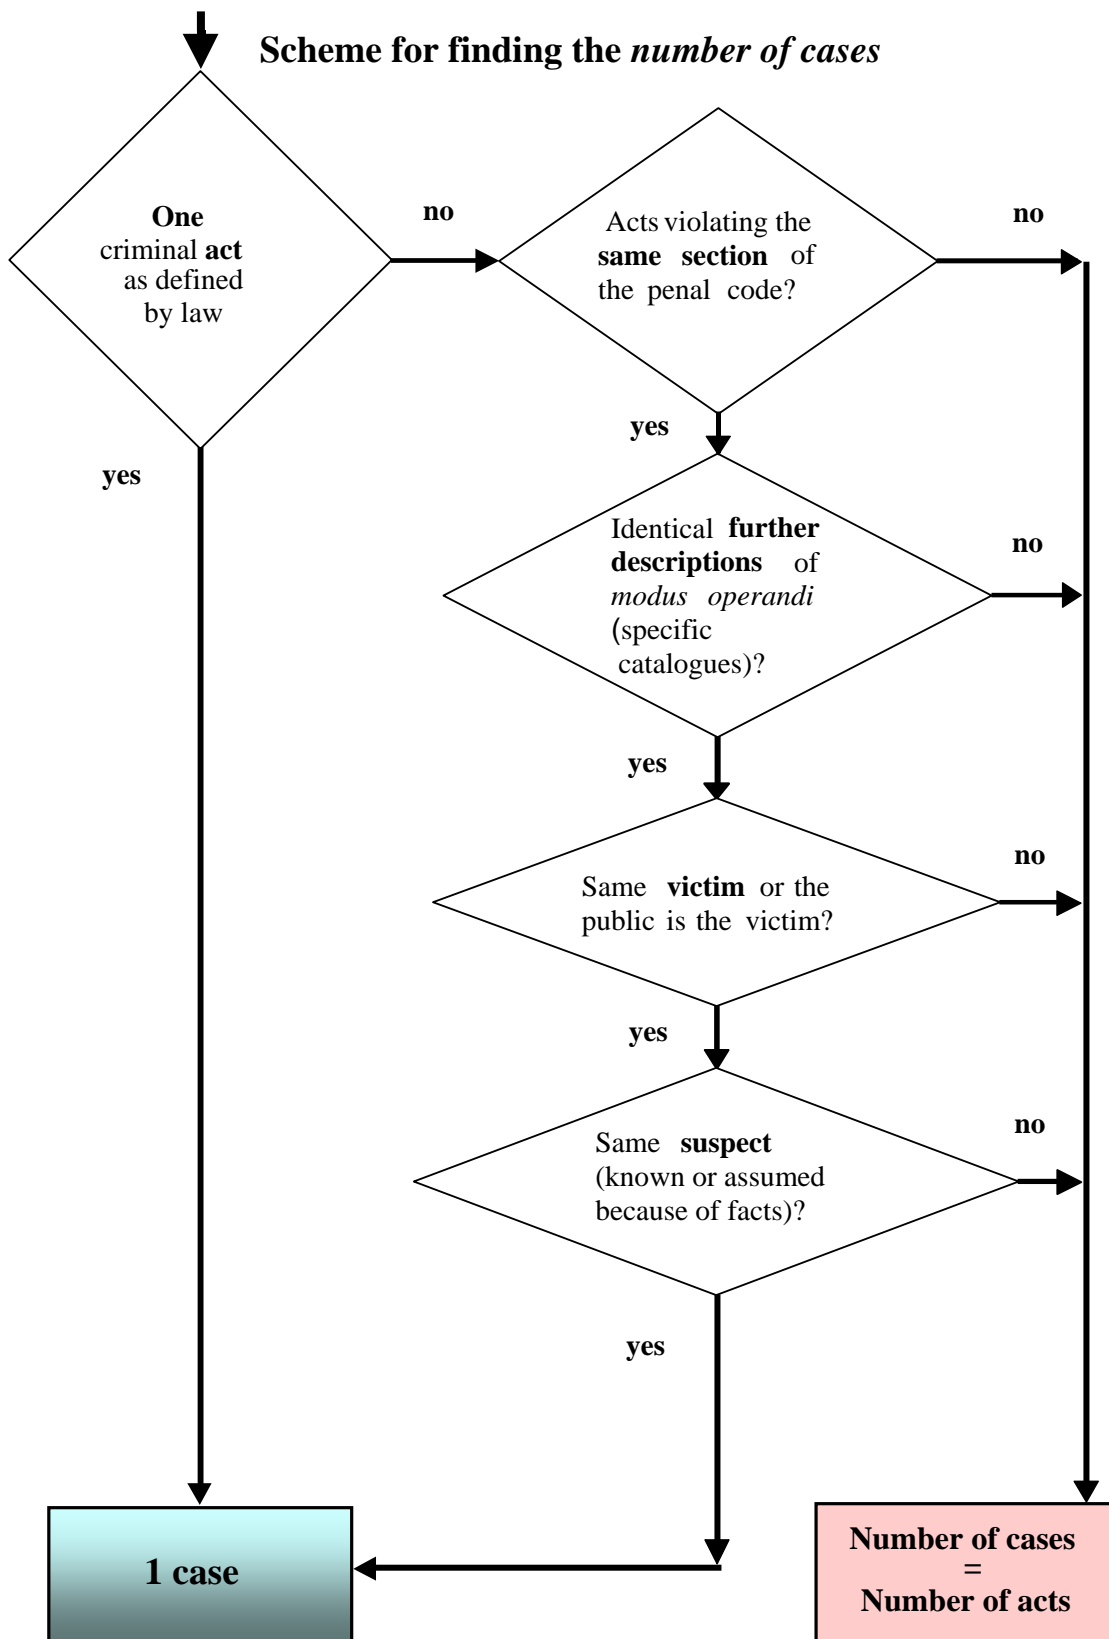 Scheme for finding the number of cases
One
criminal act
as defined
by law
no
Acts violating the
same section of
the penal code?
no
yes
yes
Identical further
descriptions of
modus operandi
(specific
catalogues)?
no
yes
Same victim or the
public is the victim?
no
yes
Same suspect
(known or assumed
because of facts)?
no
yes
1 case
Number of cases
=
Number of acts